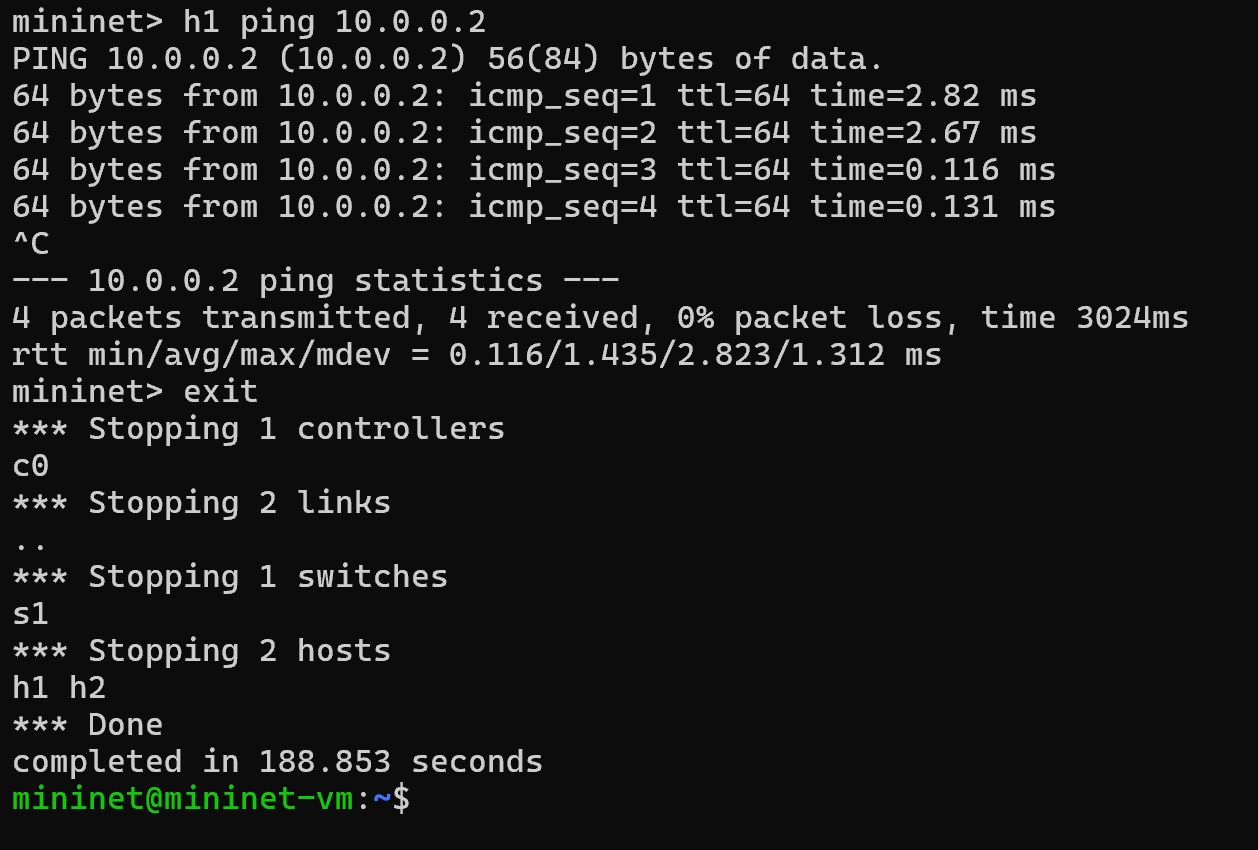 mininet> h1 ping 10.0.0.2
PING 10.0.0.2 (10.0.0.2) 56(84) bytes of data.
64 bytes from 10.0.0.2: icmp_seq=1 ttl=64 time=2.82 ms
64 bytes from 10.0.0.2: icmp_seq=2 ttl=64 time=2.67 ms
64 bytes from 10.0.0.2: icmp_seq=3 ttl=64 time=0.116 ms
64 bytes from 10.0.0.2: icmp_seq=4 ttl=64 time=0.131 ms
^C
--- 10.0.0.2 ping statistics ---
4 packets transmitted, 4 received, 0% packet loss, time 3024ms
rtt min/avg/max/mdev = 0.116/1.435/2.823/1.312 ms
mininet> exit
*** Stopping 1 controllers
c0
*** Stopping 2 links
..
*** Stopping 1 switches
s1
*** Stopping 2 hosts
h1 h2
*** Done
completed in 188.853 seconds
mininet@mininet-vm:~$